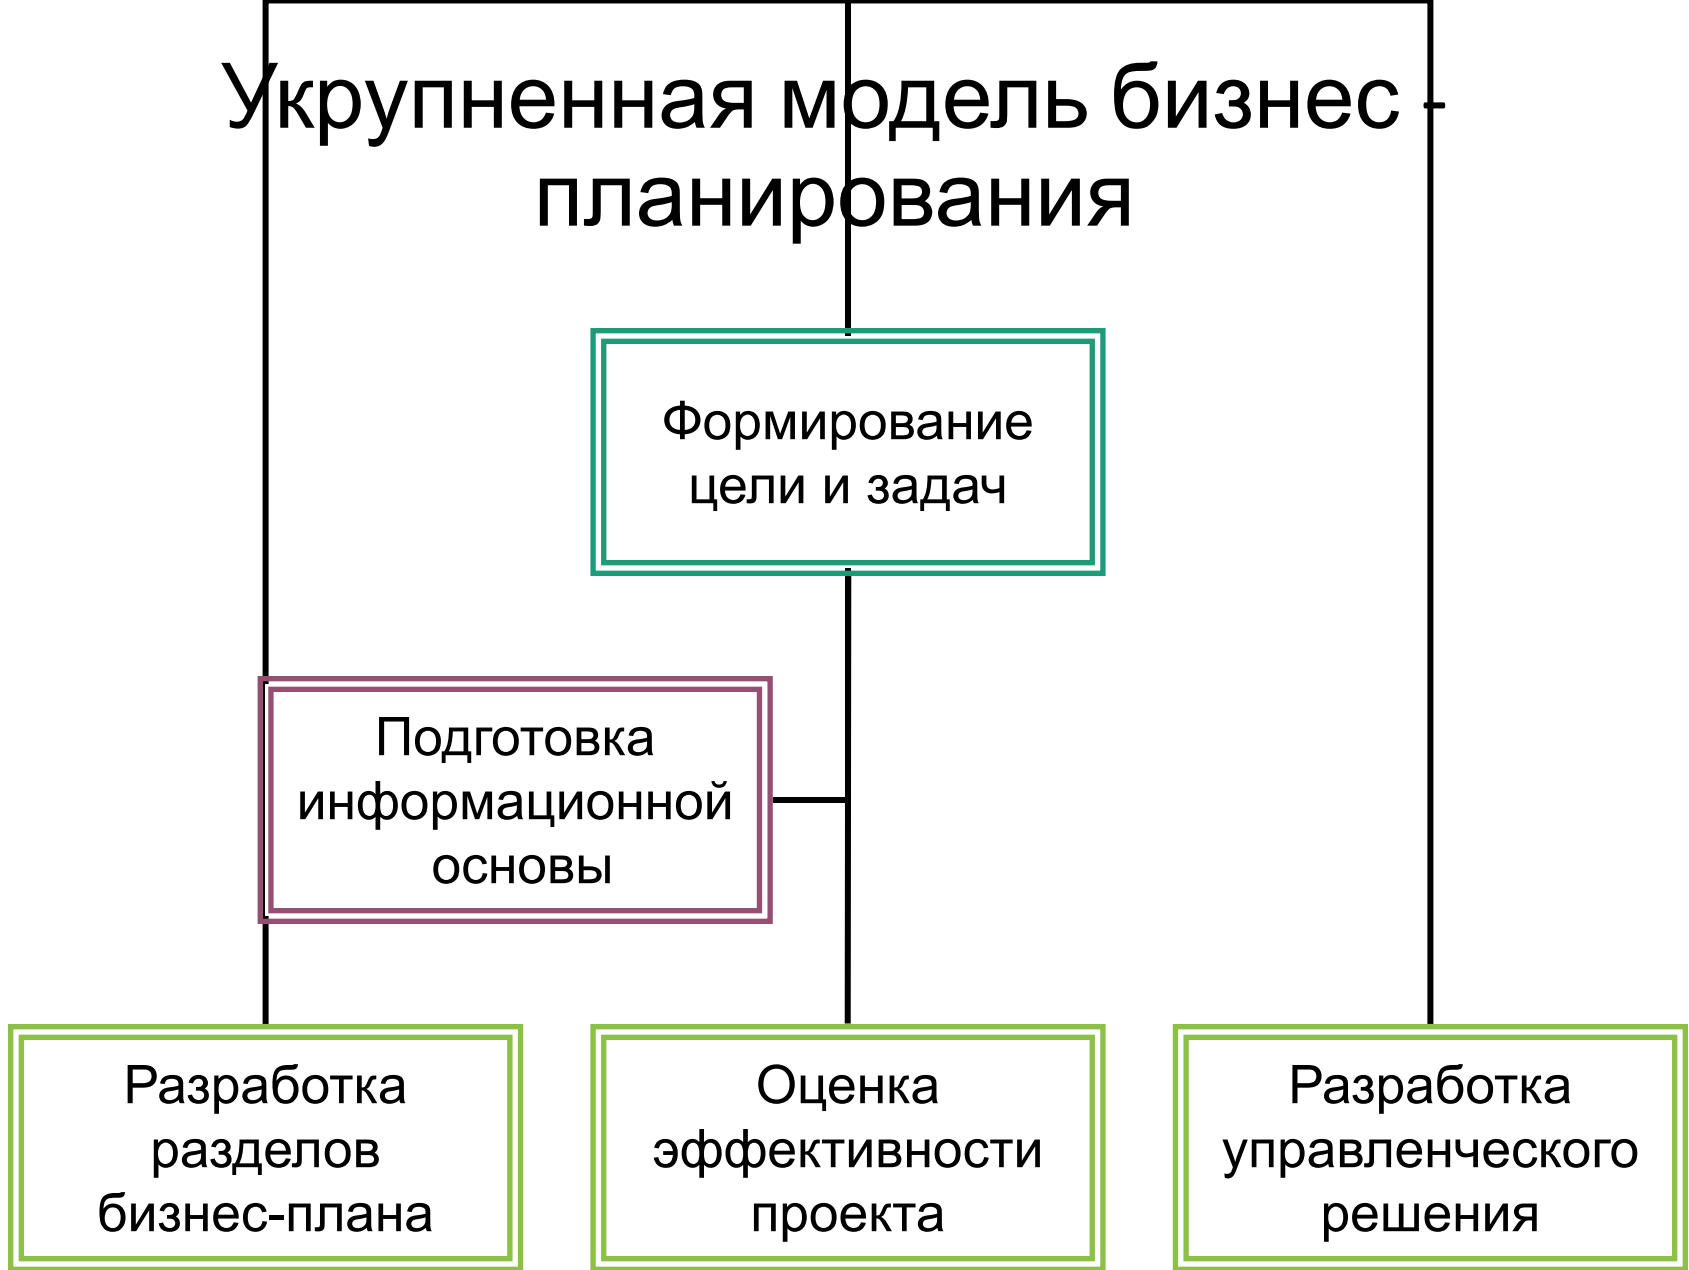 Укрупненная модель бизнес -
планирования
Формирование
цели и задач
Подготовка
информационной
основы
Разработка
разделов
бизнес-плана
Оценка
эффективности
проекта
Разработка
управленческого
решения